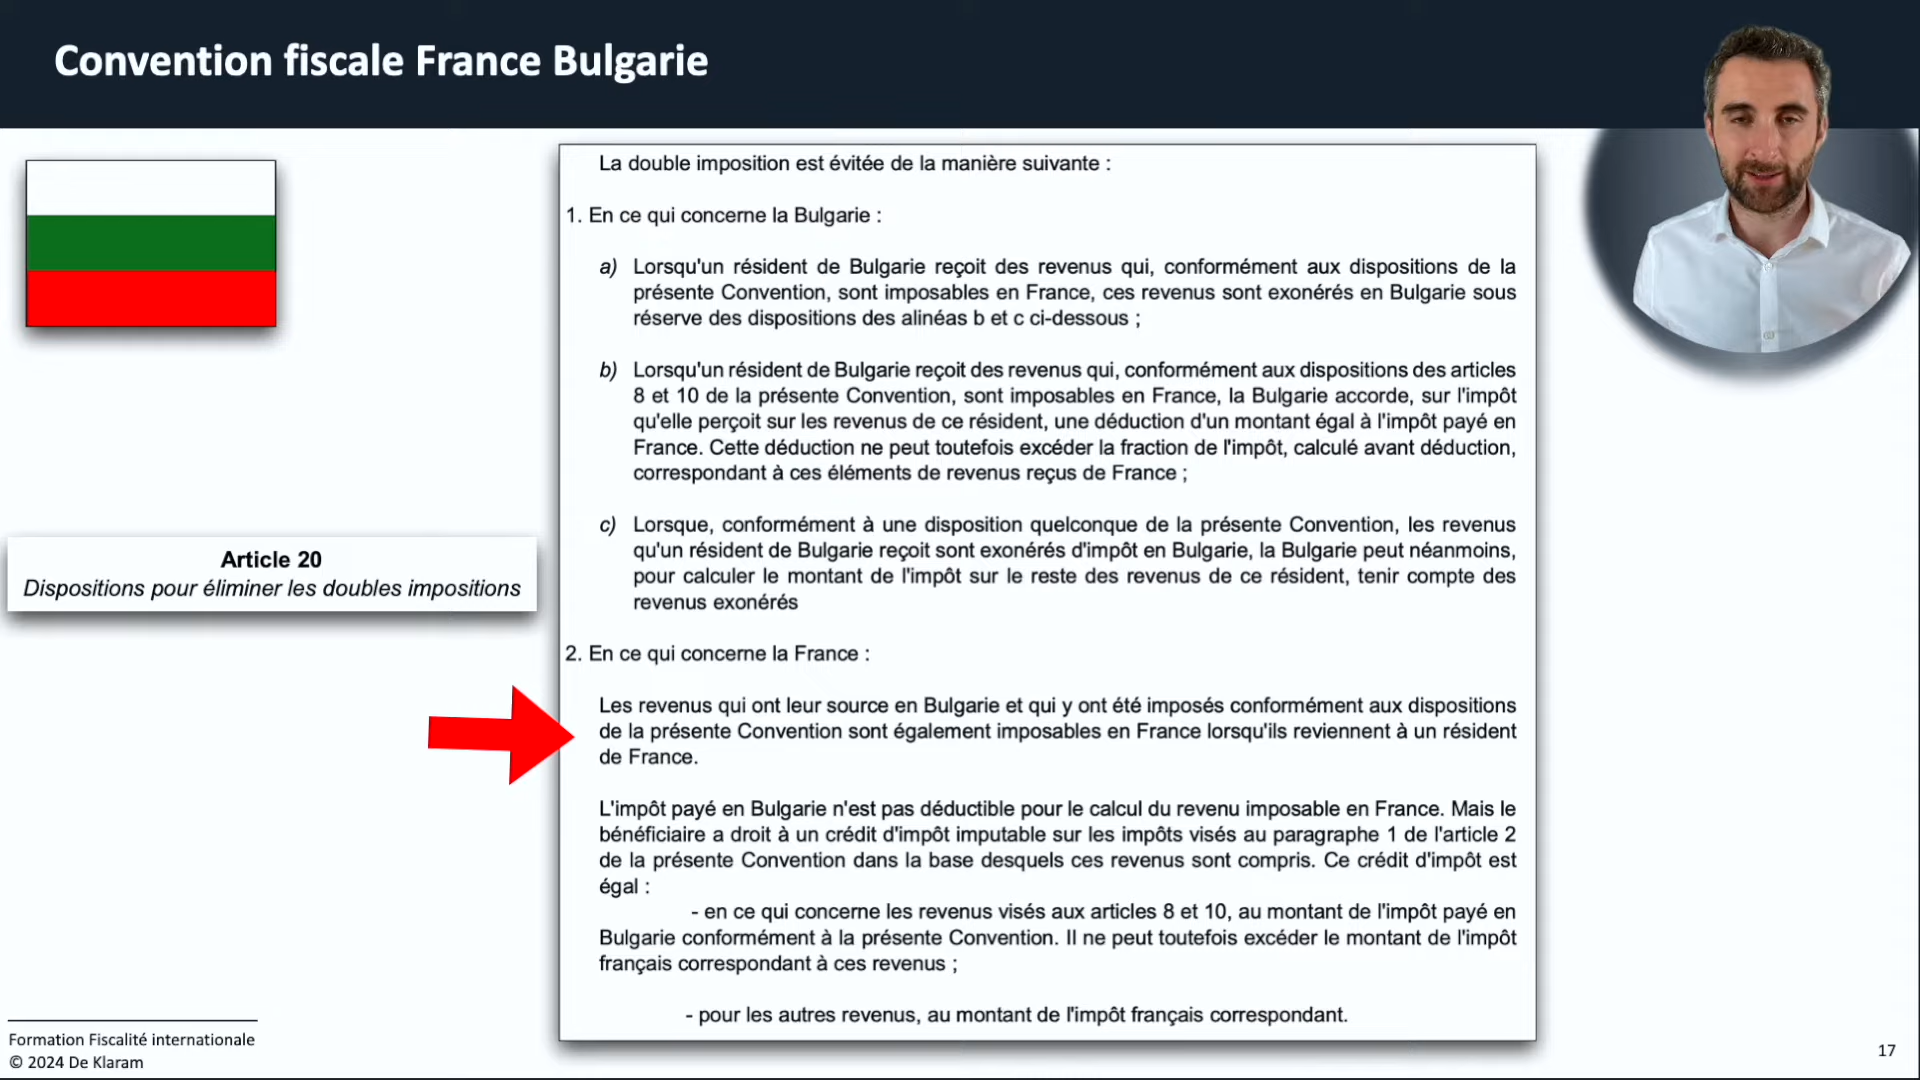 Convention fiscale France Bulgarie
La double imposition est évitée de la manière suivante :
1. En ce qui concerne la Bulgarie :
a) Lorsqu'un résident de Bulgarie reçoit des revenus qui, conformément aux dispositions de la
présente Convention, sont imposables en France, ces revenus sont exonérés en Bulgarie sous
réserve des dispositions des alinéas b et c ci-dessous ;
b) Lorsqu'un résident de Bulgarie reçoit des revenus qui, conformément aux dispositions des articles
8 et 10 de la présente Convention, sont imposables en France, la Bulgarie accorde, sur l'impôt
qu'elle perçoit sur les revenus de ce résident, une déduction d'un montant égal à l'impôt payé en
France. Cette déduction ne peut toutefois excéder la fraction de l'impôt, calculé avant déduction,
correspondant à ces éléments de revenus reçus de France ;
c) Lorsque, conformément à une disposition quelconque de la présente Convention, les revenus
qu'un résident de Bulgarie reçoit sont exonérés d'impôt en Bulgarie, la Bulgarie peut néanmoins,
pour calculer le montant de l'impôt sur le reste des revenus de ce résident, tenir compte des
revenus exonérés
Article 20
Dispositions pour éliminer les doubles impositions
2. En ce qui concerne la France :
Les revenus qui ont leur source en Bulgarie et qui y ont été imposés conformément aux dispositions
de la présente Convention sont également imposables en France lorsqu'ils reviennent à un résident
de France.
L'impôt payé en Bulgarie n'est pas déductible pour le calcul du revenu imposable en France. Mais le
bénéficiaire a droit à un crédit d'impôt imputable sur les impôts visés au paragraphe 1 de l'article 2
de la présente Convention dans la base desquels ces revenus sont compris. Ce crédit d'impôt est
égal :
- en ce qui concerne les revenus visés aux articles 8 et 10, au montant de l'impôt payé en
Bulgarie conformément à la présente Convention. Il ne peut toutefois excéder le montant de l'impôt
français correspondant à ces revenus ;
- pour les autres revenus, au montant de l'impôt français correspondant.
Formation Fiscalité internationale
© 2024 De Klaram
17